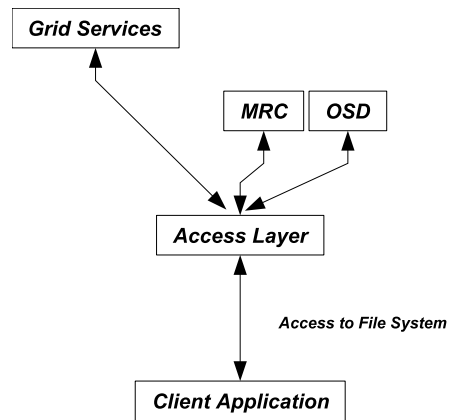 Grid Services
MRC
OSD
Access Layer
Access to File System
Client Application